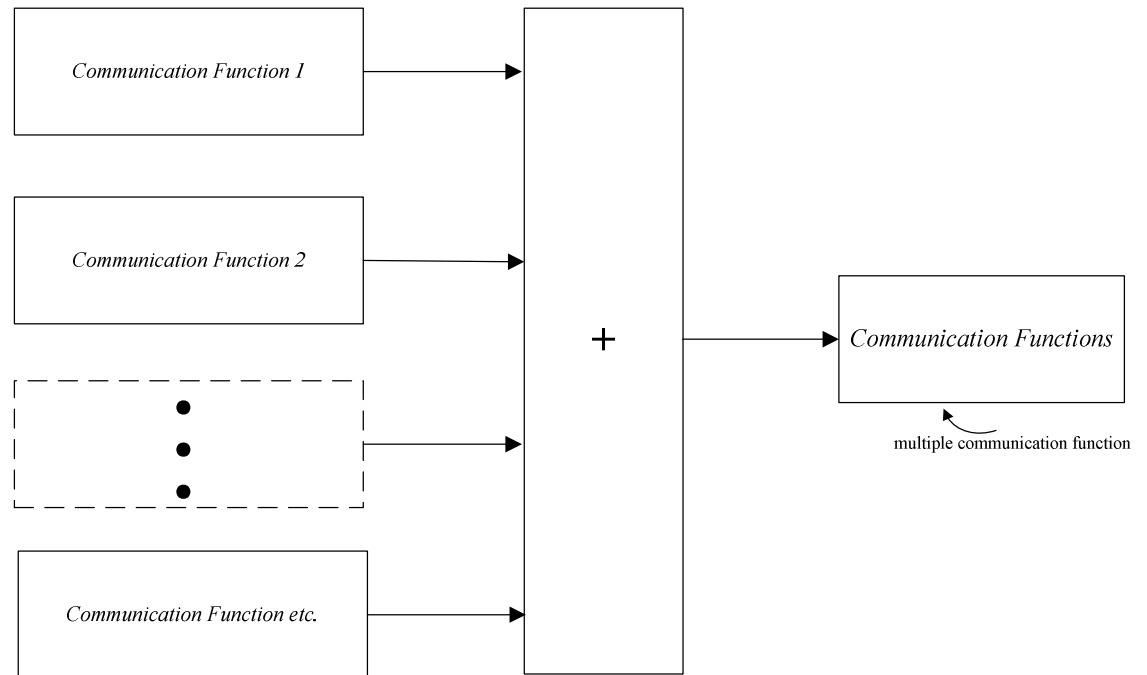 Communication Function 1
Communication Function 2
Communication Function etc.
+
Communication Functions
multiple communication function